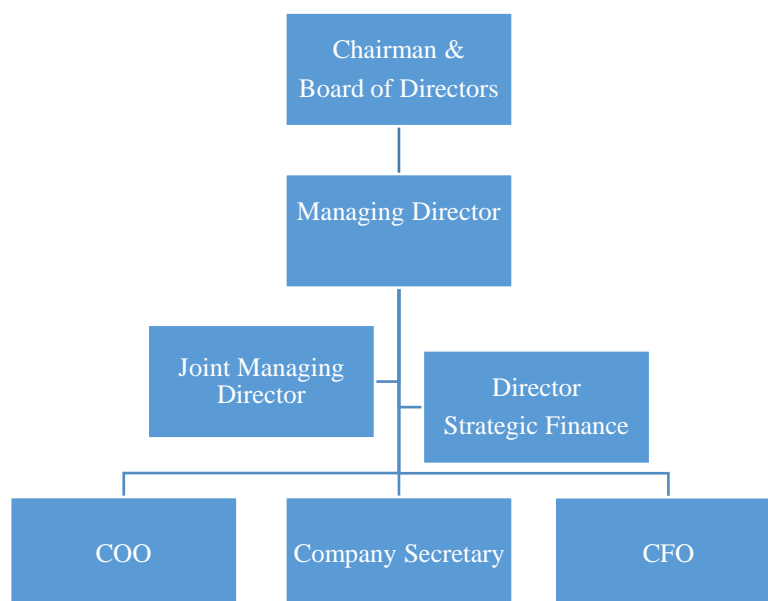 Chairman &
Board of Directors
Managing Director
Joint Managing
Director
Director
Strategic Finance
COO
Company Secretary
CFO